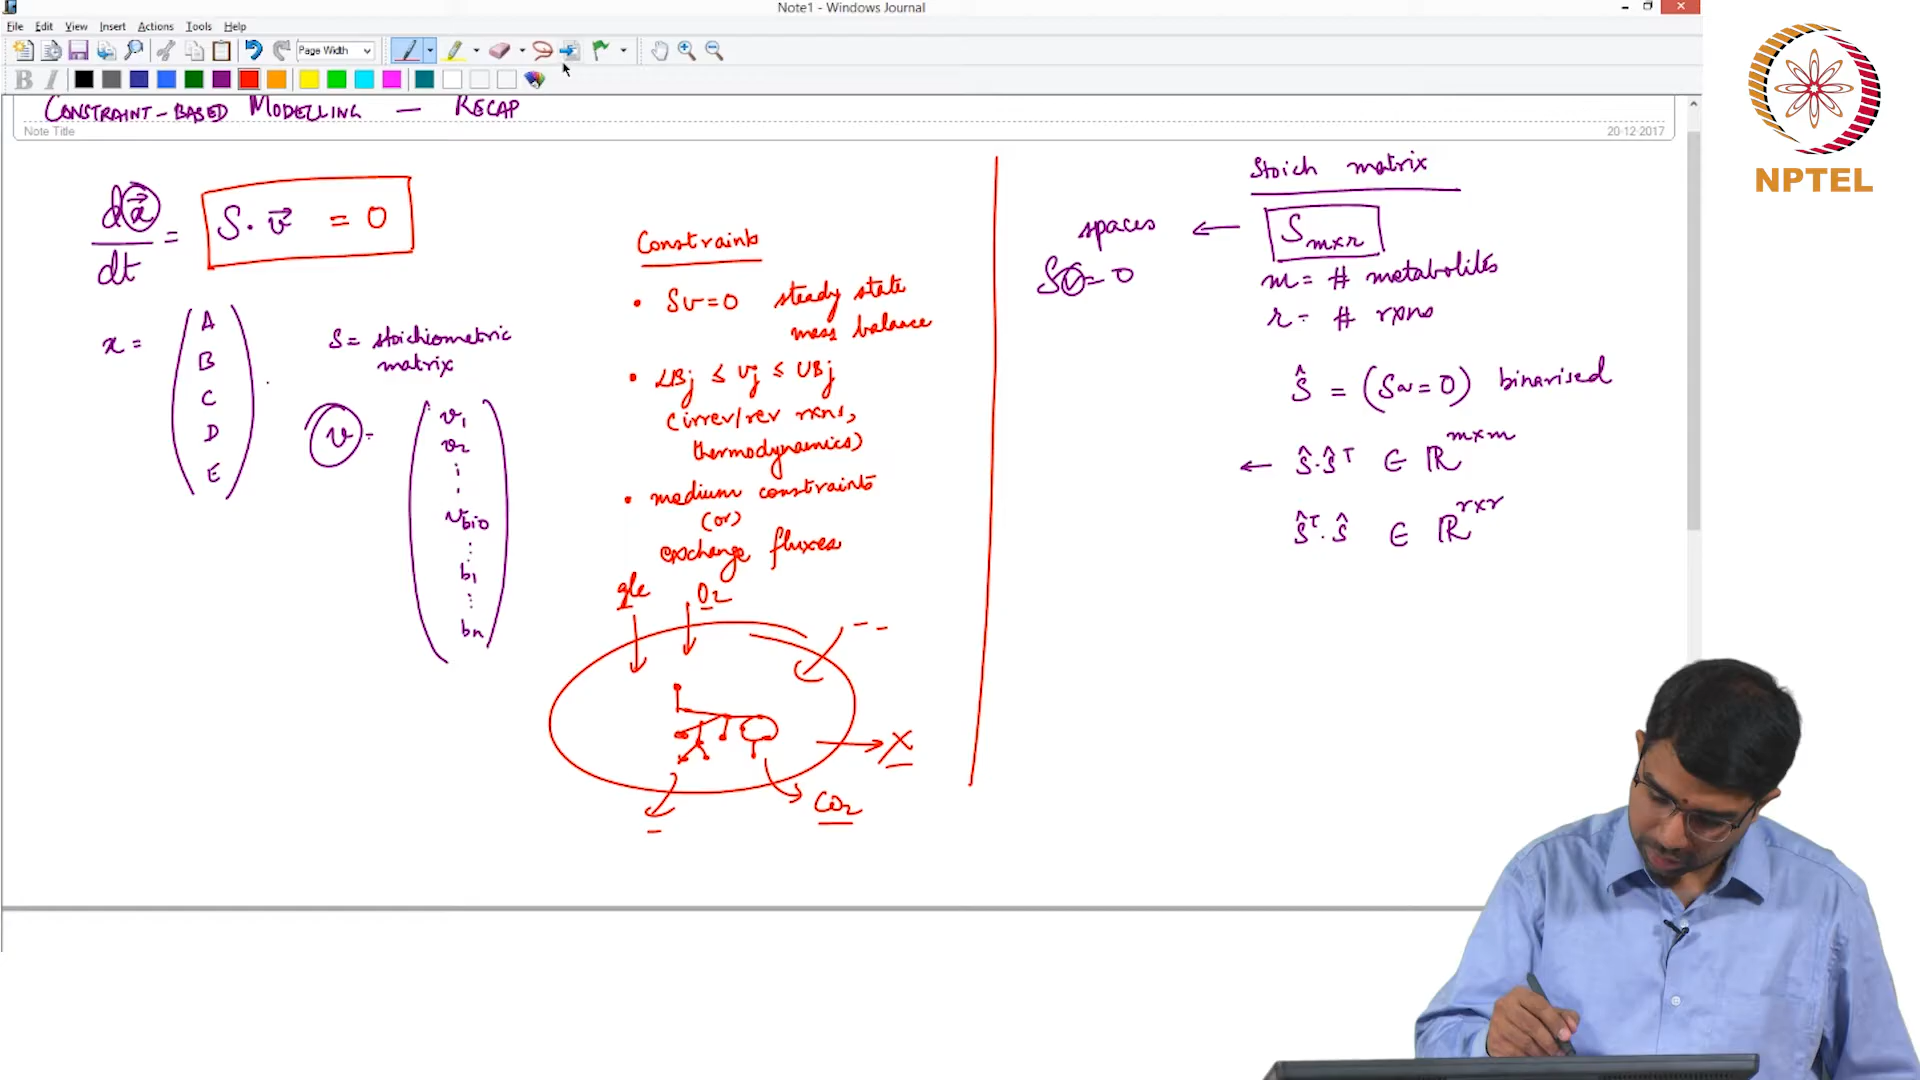 Note1 - Windows Journal
File Edit View Insert Actions Tools Help
Page Width
B I
CONSTRAINT-BASED MODELLING — RECAP
Note Title
20-12-2017
dx⃗/dt = S·v⃗ = 0
x = (A B C D E)
S = stoichiometric
matrix
v = (v1 v2 ⋮ vbio ⋮ b1 ⋮ bn)
Constraints
• Sv=0 steady state
mass balance
• LBj ≤ vj ≤ UBj
(irrev/rev rxns,
thermodynamics)
• medium constraints
(or)
exchange fluxes
glc O2
X
CO2
Stoich matrix
spaces ← Sm×r
Sv=0
m = # metabolites
r = # rxns
Ŝ = (Sv=0) binarised
← Ŝ·Ŝᵀ ∈ ℝ^m×m
Ŝᵀ·Ŝ ∈ ℝ^r×r
NPTEL